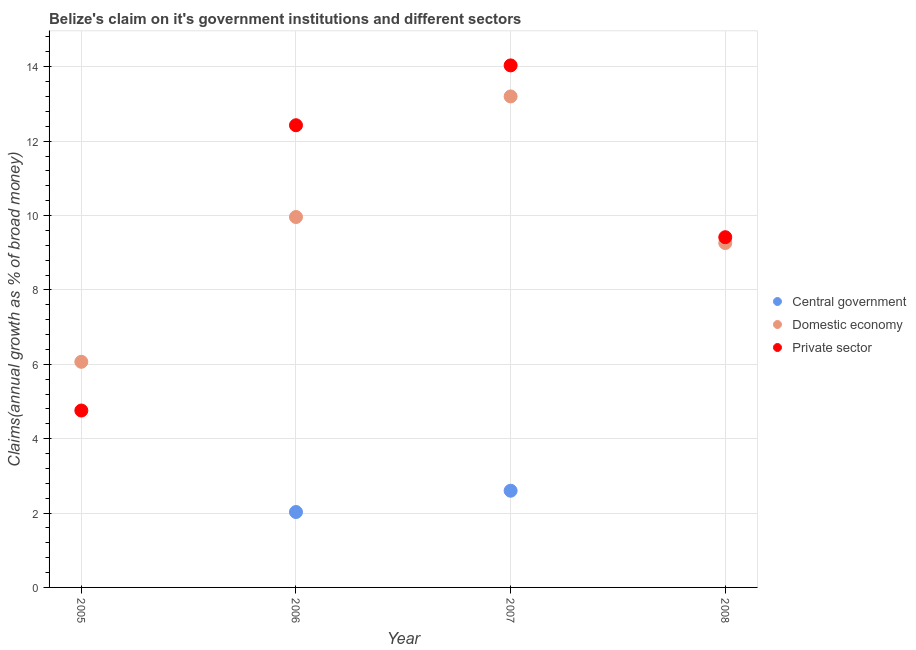 Belize's claim on it's government institutions and different sectors
Claims(annual growth as % of broad money)
14
12
10
8
6
4
2
0
2005
2006
2007
2008
Year
Central government
Domestic economy
Private sector